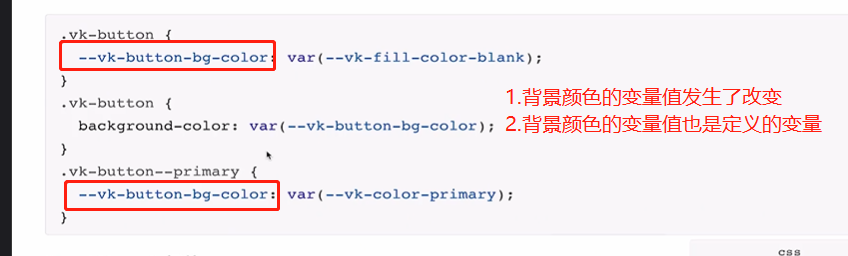 .vk-button {
--vk-button-bg-color: var(--vk-fill-color-blank);
}
.vk-button {
background-color: var(--vk-button-bg-color);
}
.vk-button--primary {
--vk-button-bg-color: var(--vk-color-primary);
}
1.背景颜色的变量值发生了改变
2.背景颜色的变量值也是定义的变量
css